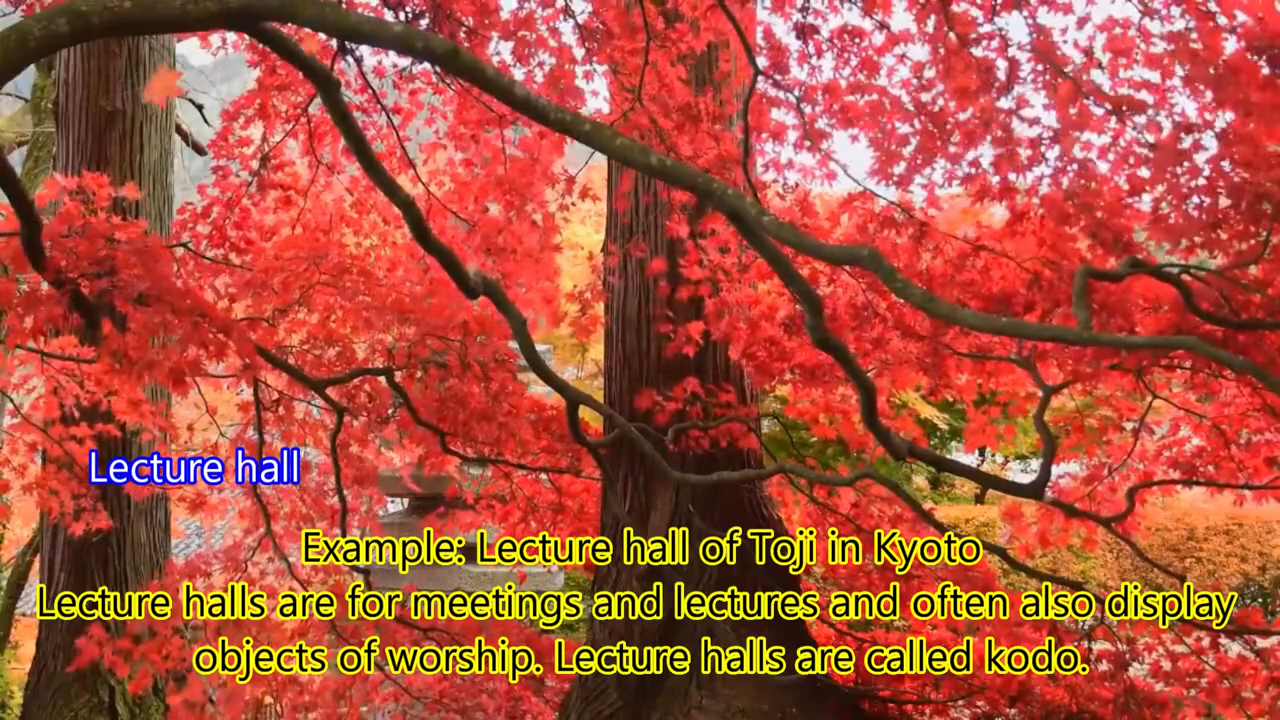 Lecture hall
Example: Lecture hall of Toji in Kyoto
Lecture halls are for meetings and lectures and often also display
objects of worship. Lecture halls are called kodo.